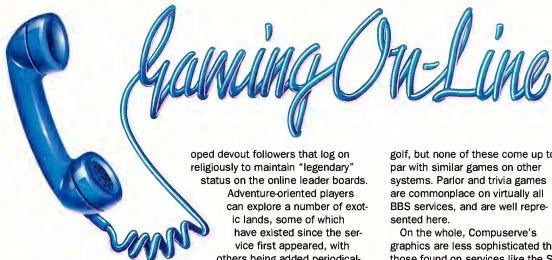 Gaming On-Line
oped devout followers that log on
religiously to maintain "legendary"
status on the online leader boards.
Adventure-oriented players
can explore a number of exot-
ic lands, some of which
have existed since the ser-
vice first appeared, with
others being added periodical-
golf, but none of these come up to
par with similar games on other
systems. Parlor and trivia games
are commonplace on virtually all
BBS services, and are well repre-
sented here.
On the whole, Compuserve's
graphics are less sophisticated th
those found on services like the S